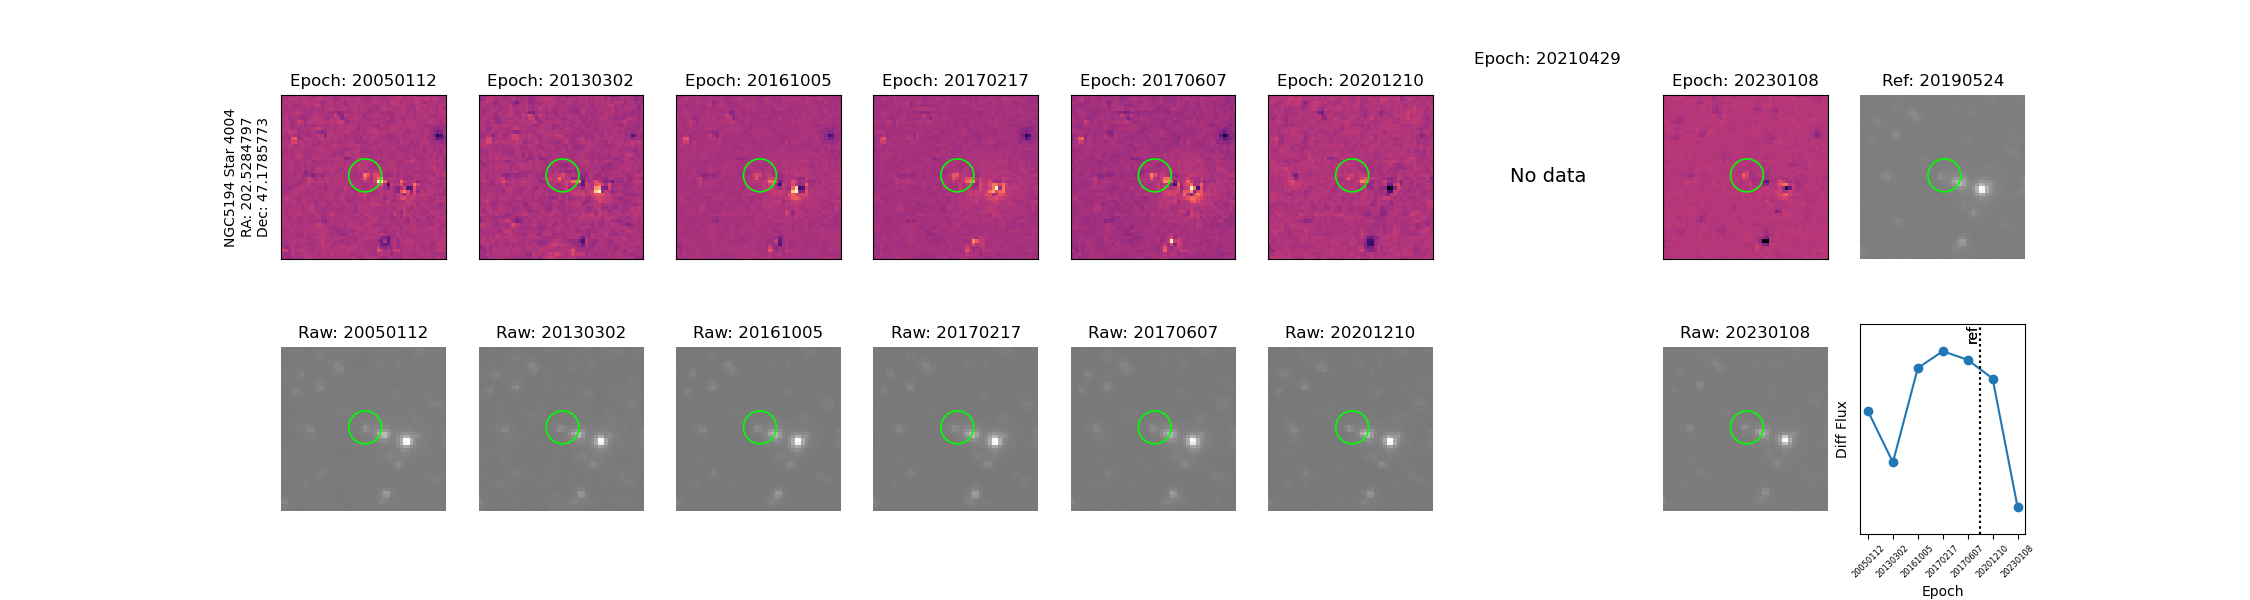 Epoch: 20210429
Epoch: 20050112
Epoch: 20130302
Epoch: 20161005
Epoch: 20170217
Epoch: 20170607
Epoch: 20201210
Epoch: 20230108
Ref: 20190524
NGC5194 Star 4004
RA: 202.5284797
Dec: 47.1785773
No data
Raw: 20050112
Raw: 20130302
Raw: 20161005
Raw: 20170217
Raw: 20170607
Raw: 20201210
Raw: 20230108
ref
Diff Flux
20050112
20130302
20161005
20170217
20170607
20201210
20230108
Epoch